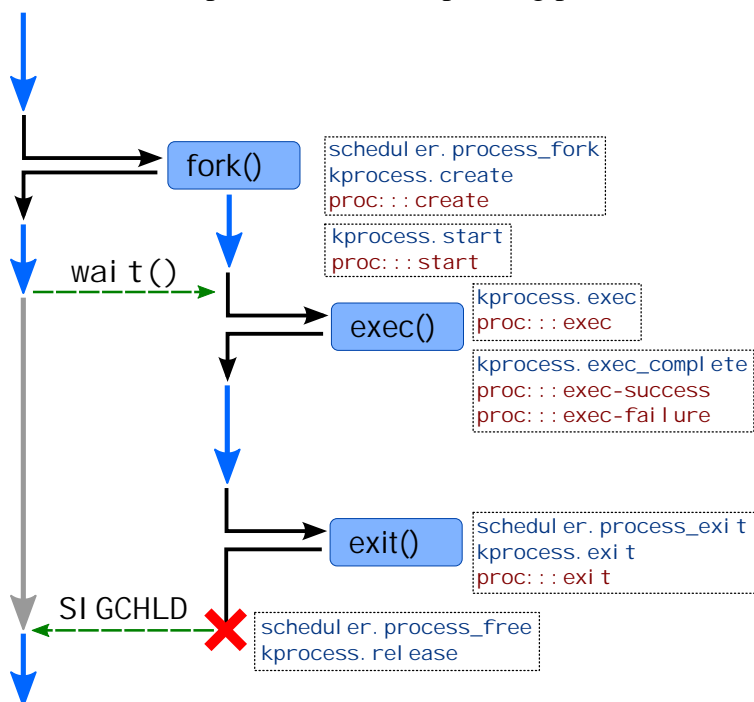 fork()
scheduler.process_fork
kprocess.create
proc:::create
kprocess.start
proc:::start
wait()
kprocess.exec
proc:::exec
exec()
kprocess.exec_complete
proc:::exec-success
proc:::exec-failure
scheduler.process_exit
kprocess.exit
proc:::exit
exit()
SIGCHLD
scheduler.process_free
kprocess.release